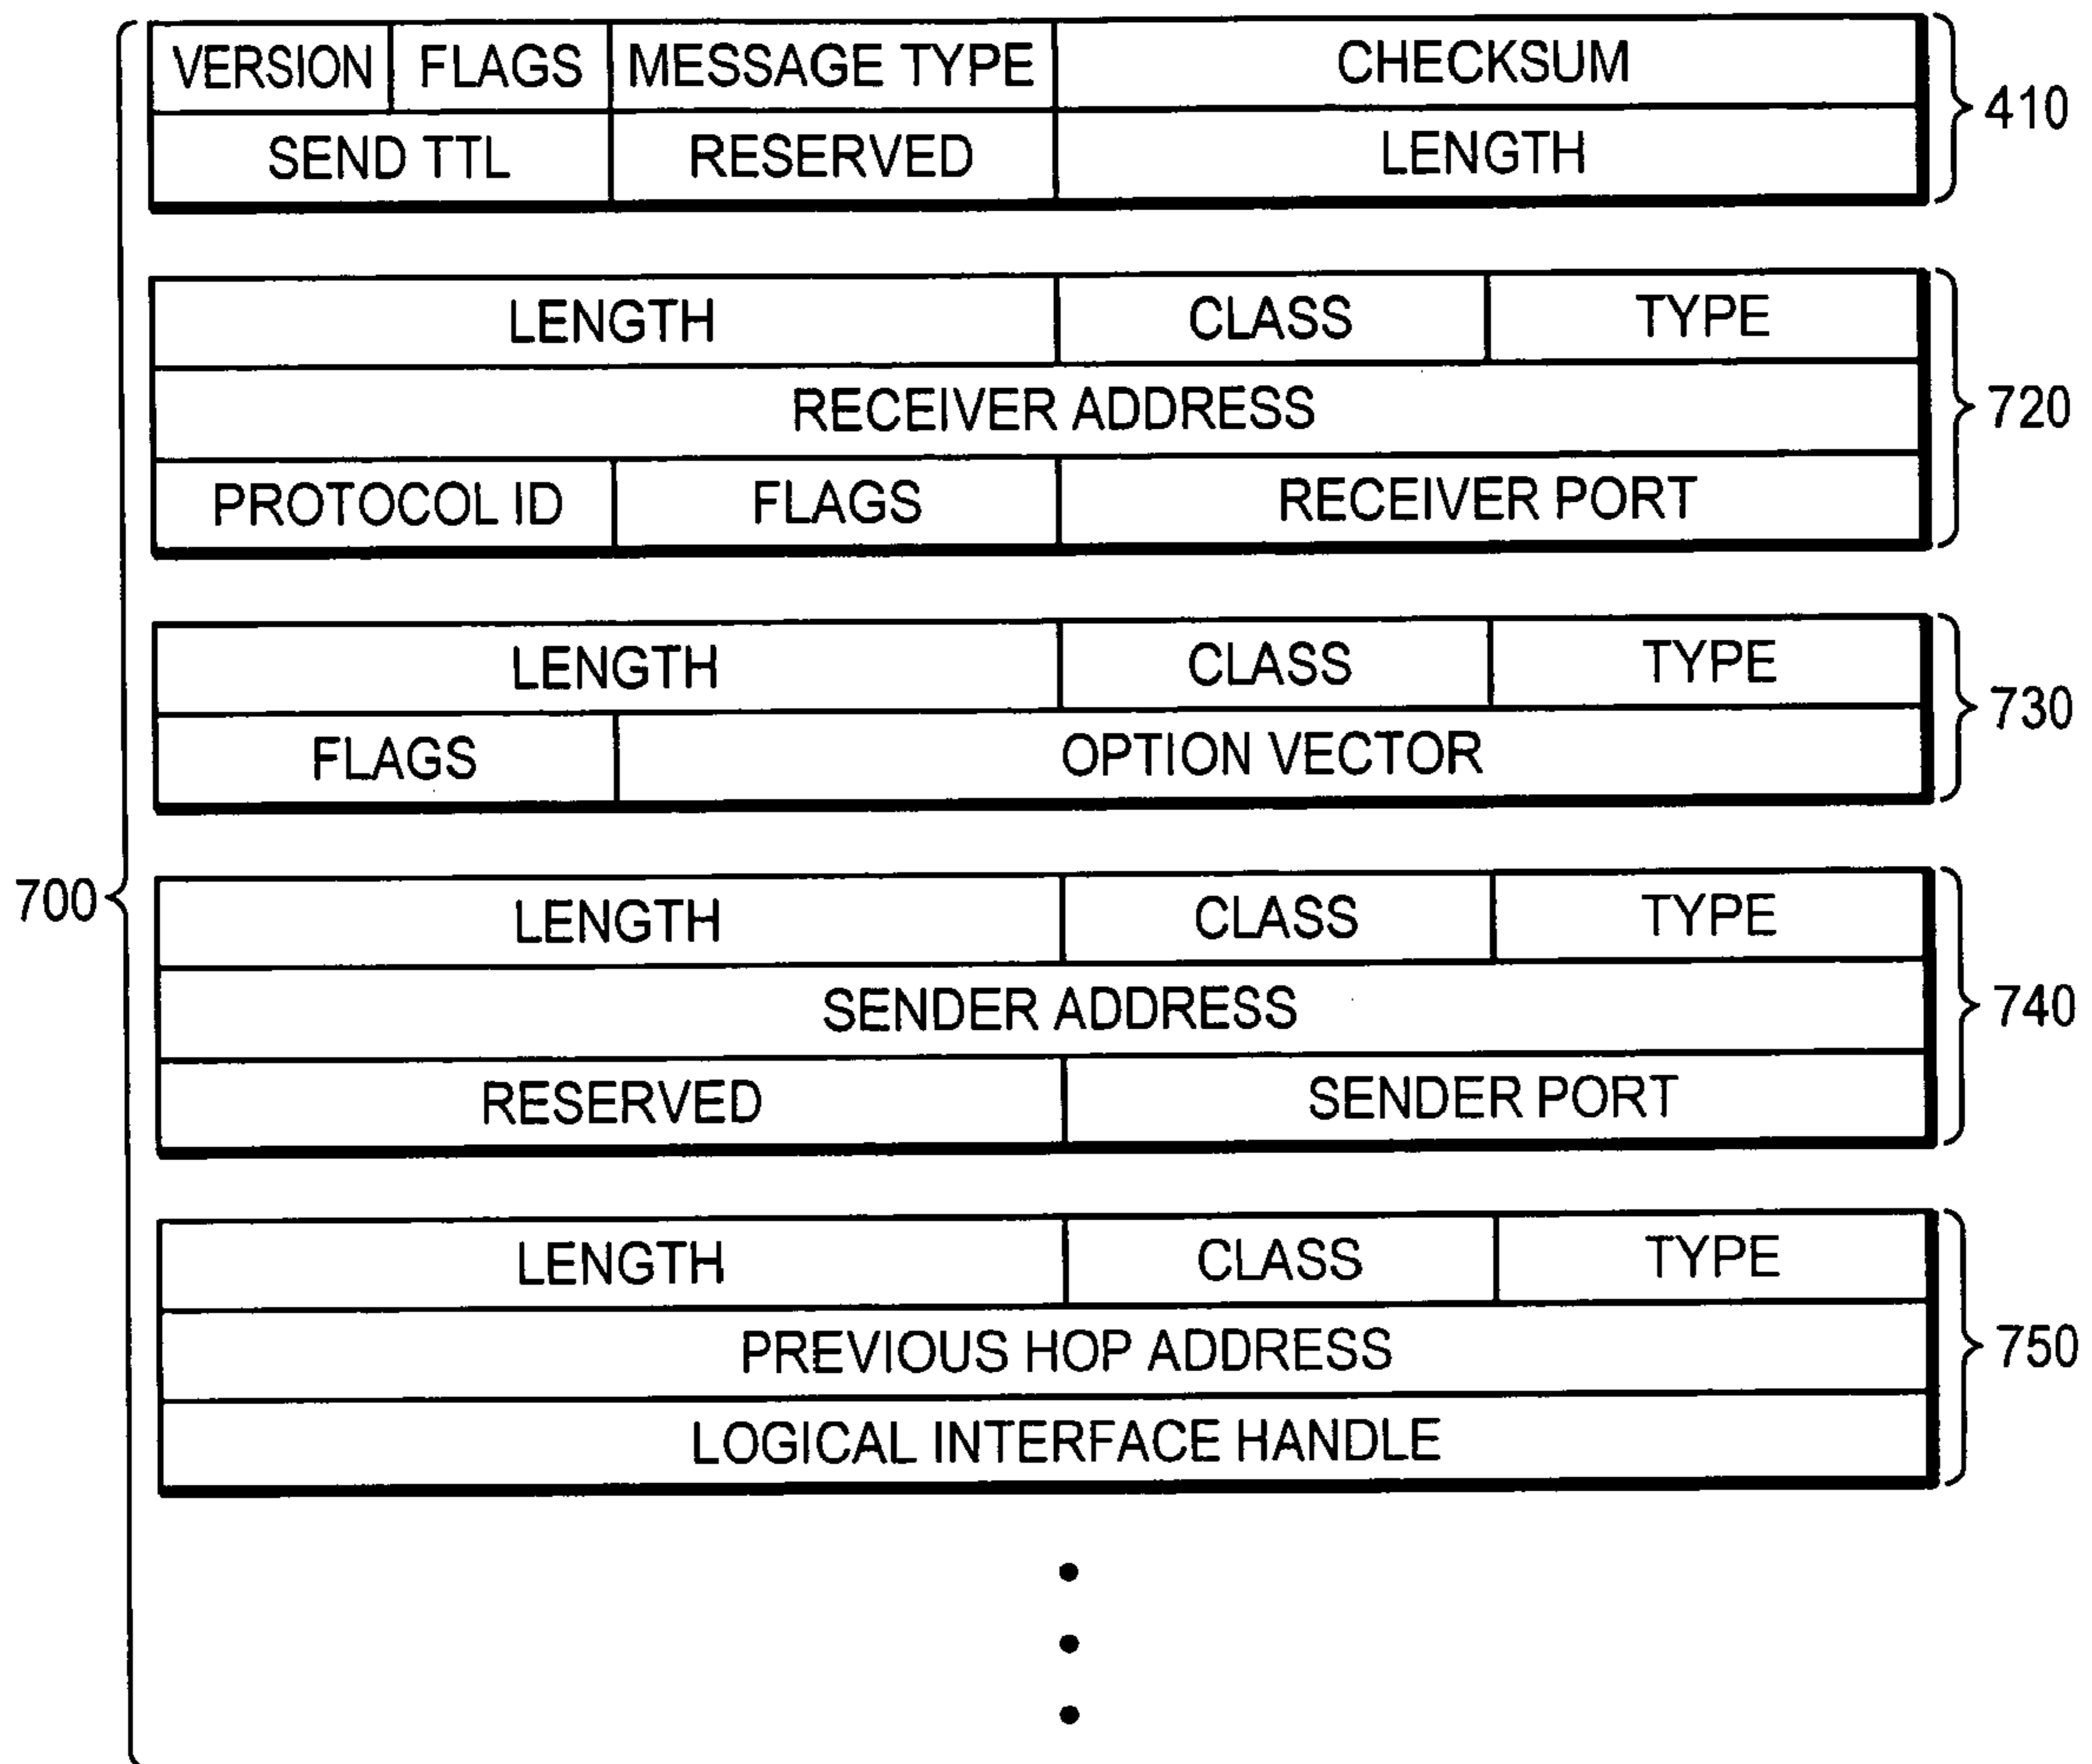 VERSION FLAGS MESSAGE TYPE CHECKSUM
410
SEND TTL RESERVED LENGTH
LENGTH CLASS TYPE
RECEIVER ADDRESS
720
PROTOCOL ID FLAGS RECEIVER PORT
LENGTH CLASS TYPE
730
FLAGS OPTION VECTOR
700
LENGTH CLASS TYPE
SENDER ADDRESS
740
RESERVED SENDER PORT
LENGTH CLASS TYPE
PREVIOUS HOP ADDRESS
750
LOGICAL INTERFACE HANDLE